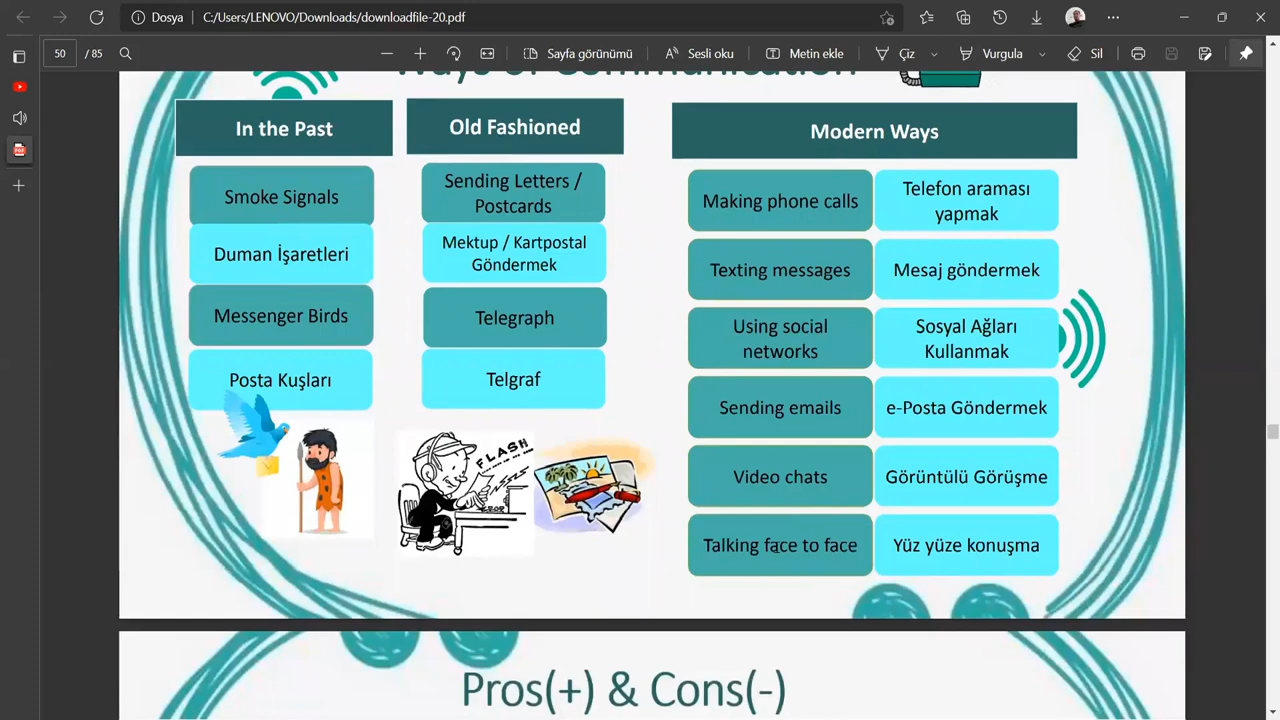 Dosya
C:/Users/LENOVO/Downloads/downloadfile-20.pdf
50 / 85
Sayfa görünümü
Sesli oku
Metin ekle
Çiz
Vurgula
Sil
Ways of Communication
In the Past
Smoke Signals
Duman İşaretleri
Messenger Birds
Posta Kuşları
Old Fashioned
Sending Letters /
Postcards
Mektup / Kartpostal
Göndermek
Telegraph
Telgraf
FLASH
Modern Ways
Making phone calls
Telefon araması
yapmak
Texting messages
Mesaj göndermek
Using social
networks
Sosyal Ağları
Kullanmak
Sending emails
e-Posta Göndermek
Video chats
Görüntülü Görüşme
Talking face to face
Yüz yüze konuşma
Pros(+) & Cons(-)